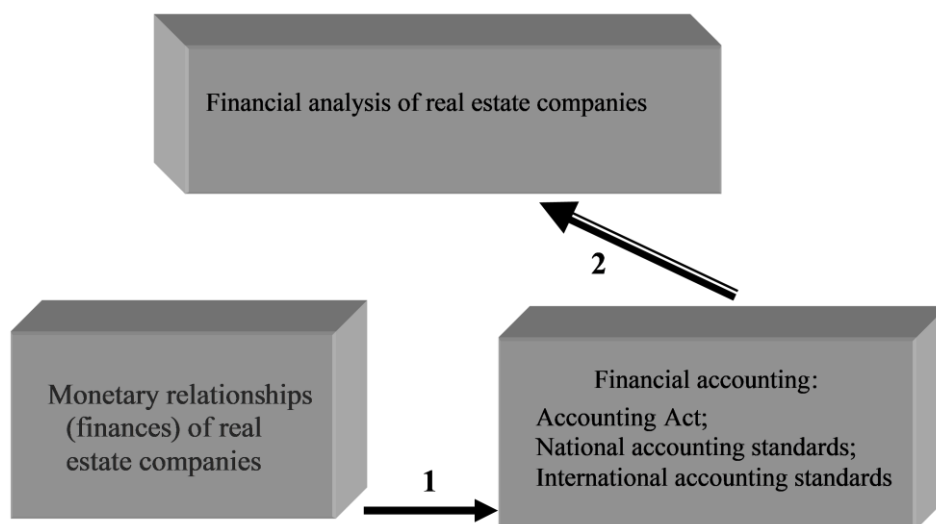 Financial analysis of real estate companies
2
Monetary relationships
(finances) of real
estate companies
1
Financial accounting:
Accounting Act;
National accounting standards;
International accounting standards